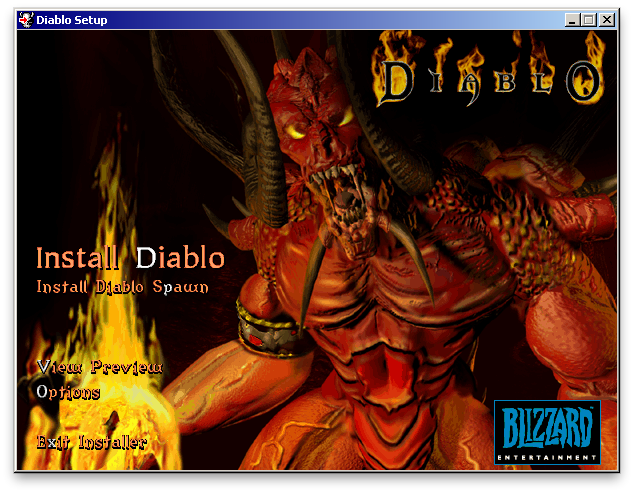 Diablo Setup
DIABLO
Install Diablo
Install Diablo Spawn
View Preview
Options
Exit Installer
BLIZZARD
ENTERTAINMENT